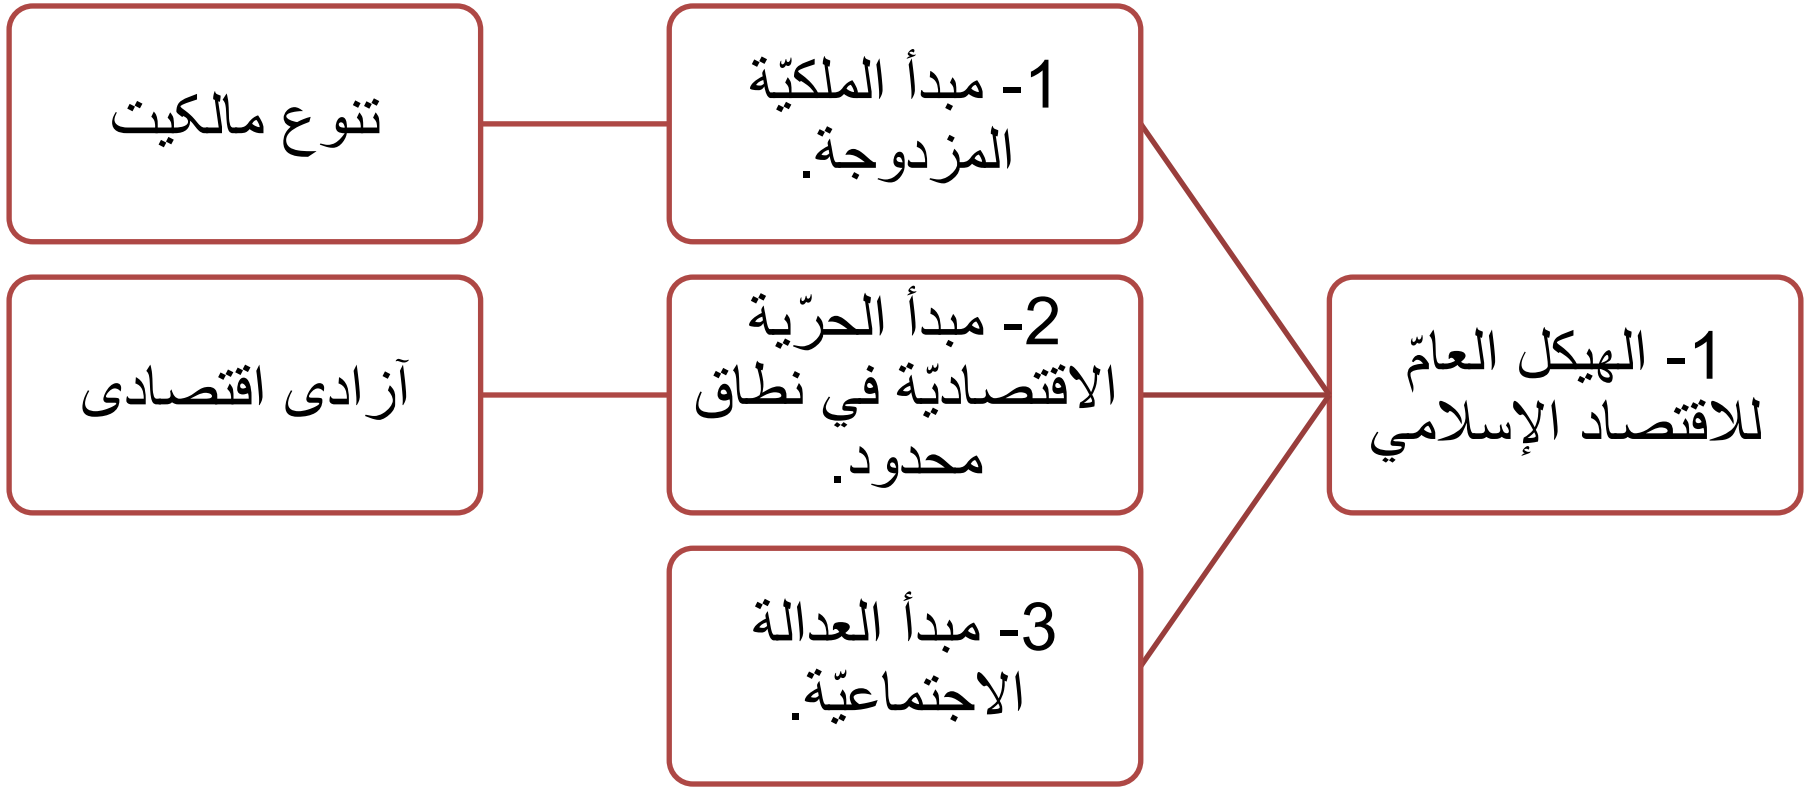 1- الهيكل العامّ
للاقتصاد الإسلامي
1- مبدأ الملكيّة
المزدوجة.
تنوع مالكيت
2- مبدأ الحرّية
الاقتصاديّة في نطاق
محدود.
آزادى اقتصادى
3- مبدأ العدالة
الاجتماعيّة.